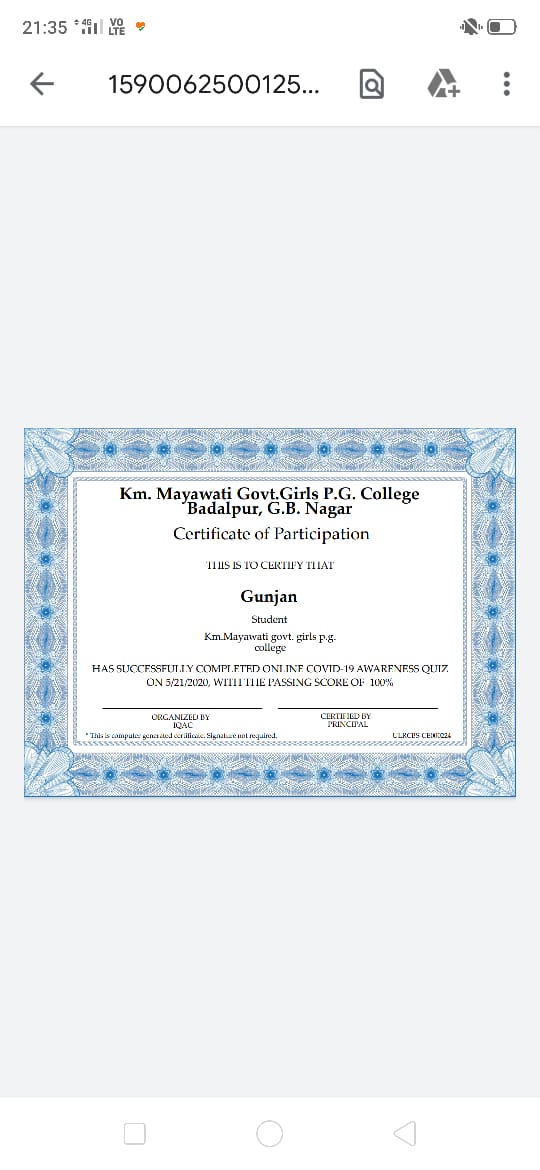 21:35 4G VO LTE
1590062500125...
Km. Mayawati Govt.Girls P.G. College
Badalpur, G.B. Nagar
Certificate of Participation
THIS IS TO CERTIFY THAT
Gunjan
Student
Km.Mayawati govt. girls p.g.
college
HAS SUCCESSFULLY COMPLETED ONLINE COVID-19 AWARENESS QUIZ
ON 5/21/2020, WITH THE PASSING SCORE OF 100%
ORGANIZED BY
IQAC
CERTIFIED BY
PRINCIPAL
* This is computer generated certificate. Signature not required.